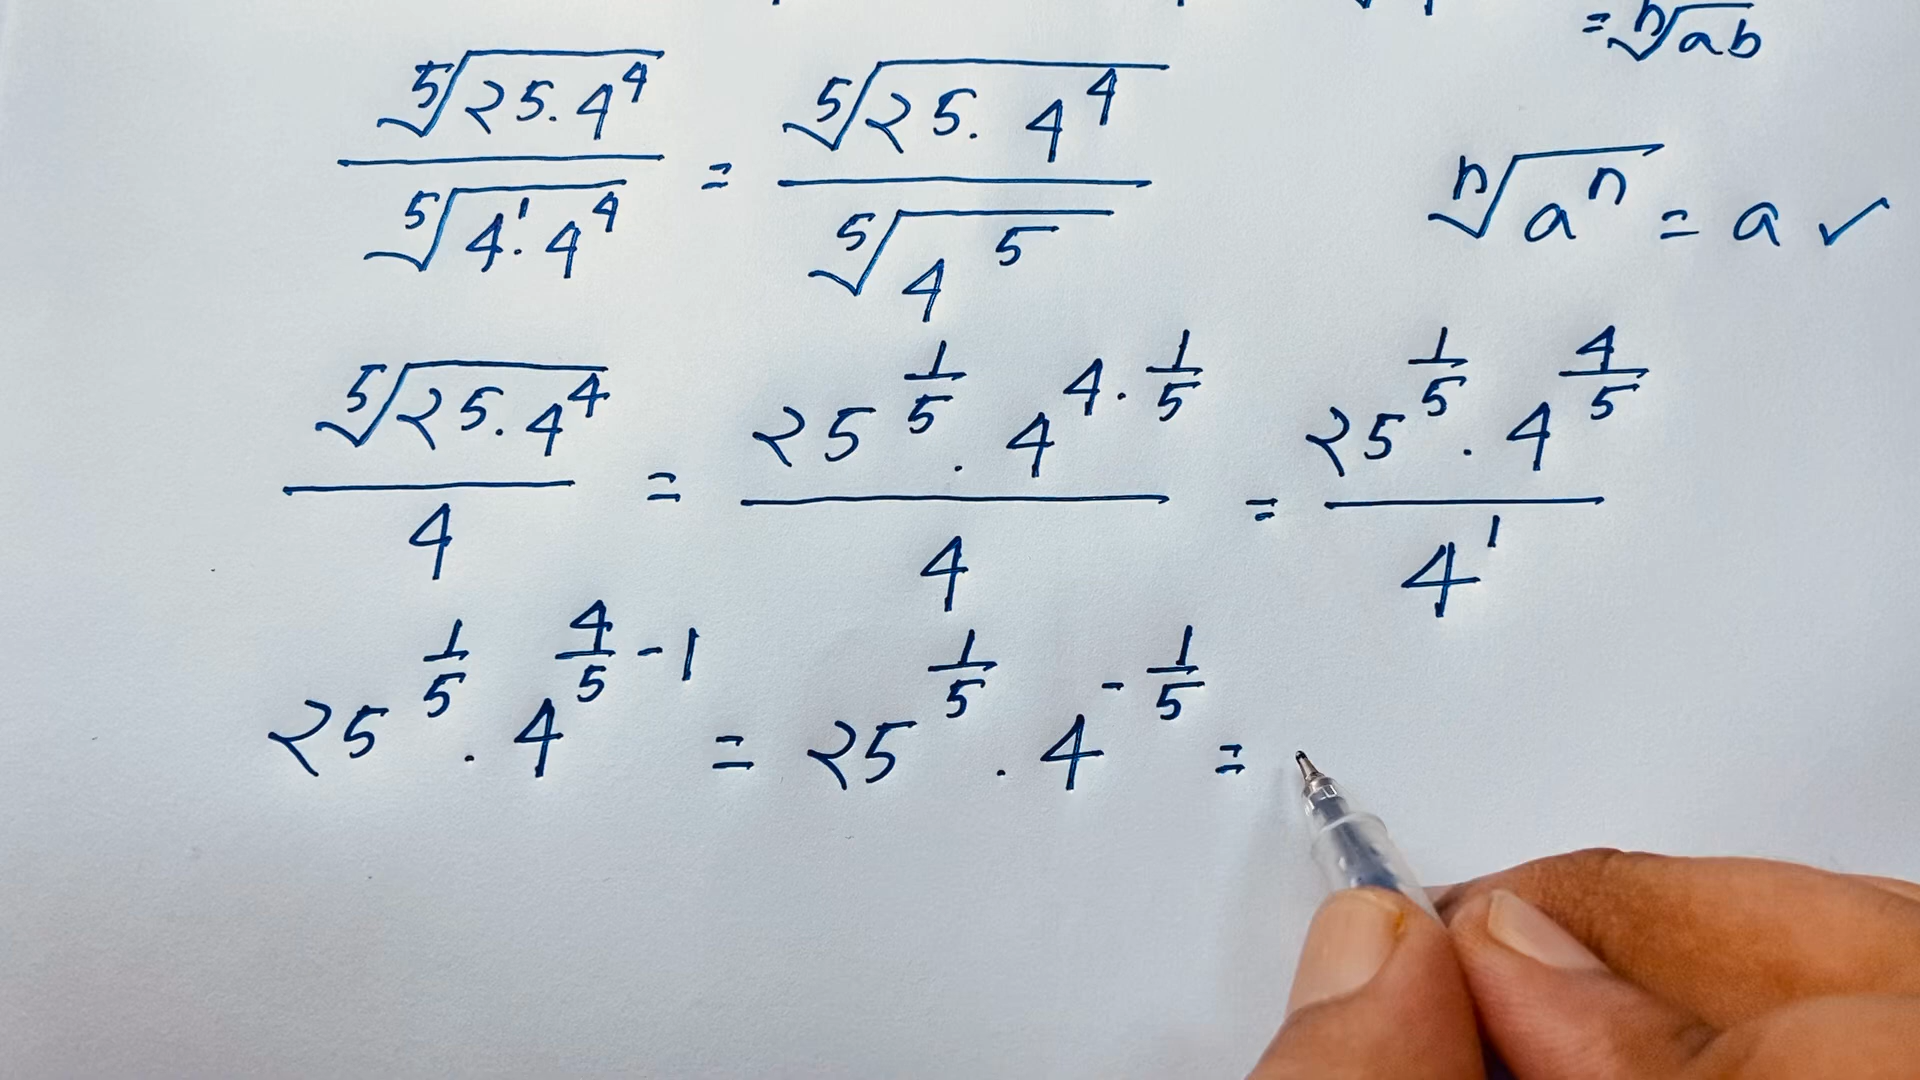 = ⁿ√ab
⁵√25.4⁴ / ⁵√4¹.4⁴ = ⁵√25.4⁴ / ⁵√4⁵
ⁿ√aⁿ = a ✓
⁵√25.4⁴ / 4 = 25^1/5 . 4^4.1/5 / 4 = 25^1/5 . 4^4/5 / 4¹
25^1/5 . 4^4/5-1 = 25^1/5 . 4^-1/5 =